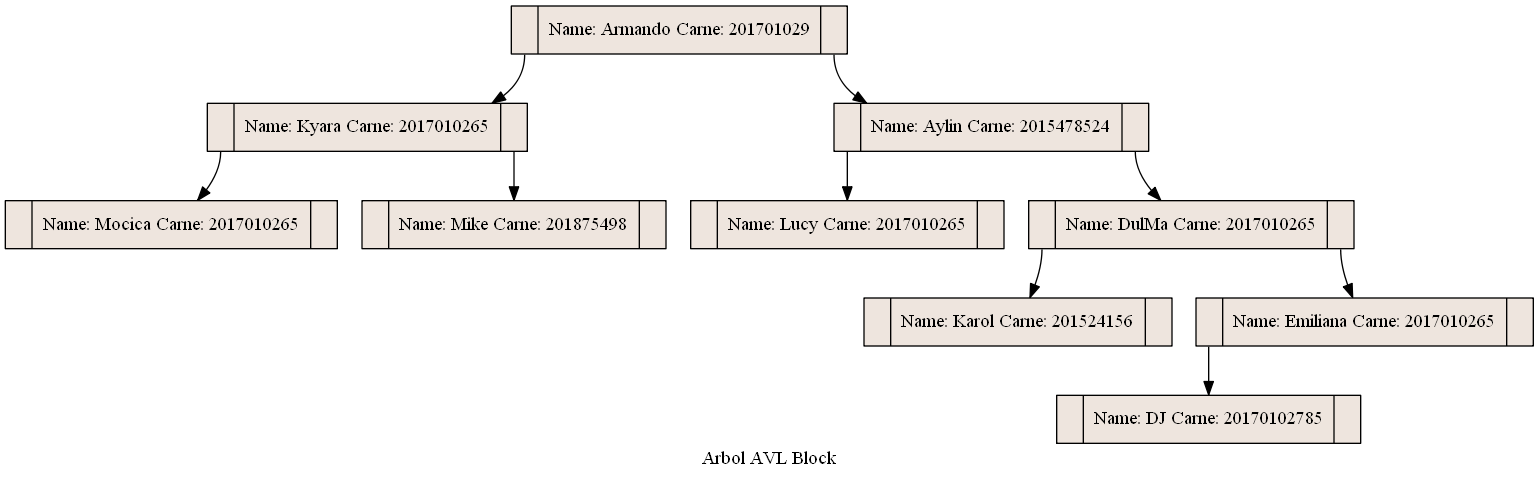 Name: Armando Carne: 201701029
Name: Kyara Carne: 2017010265
Name: Aylin Carne: 2015478524
Name: Mocica Carne: 2017010265
Name: Mike Carne: 201875498
Name: Lucy Carne: 2017010265
Name: DulMa Carne: 2017010265
Name: Karol Carne: 201524156
Name: Emiliana Carne: 2017010265
Name: DJ Carne: 20170102785
Arbol AVL Block